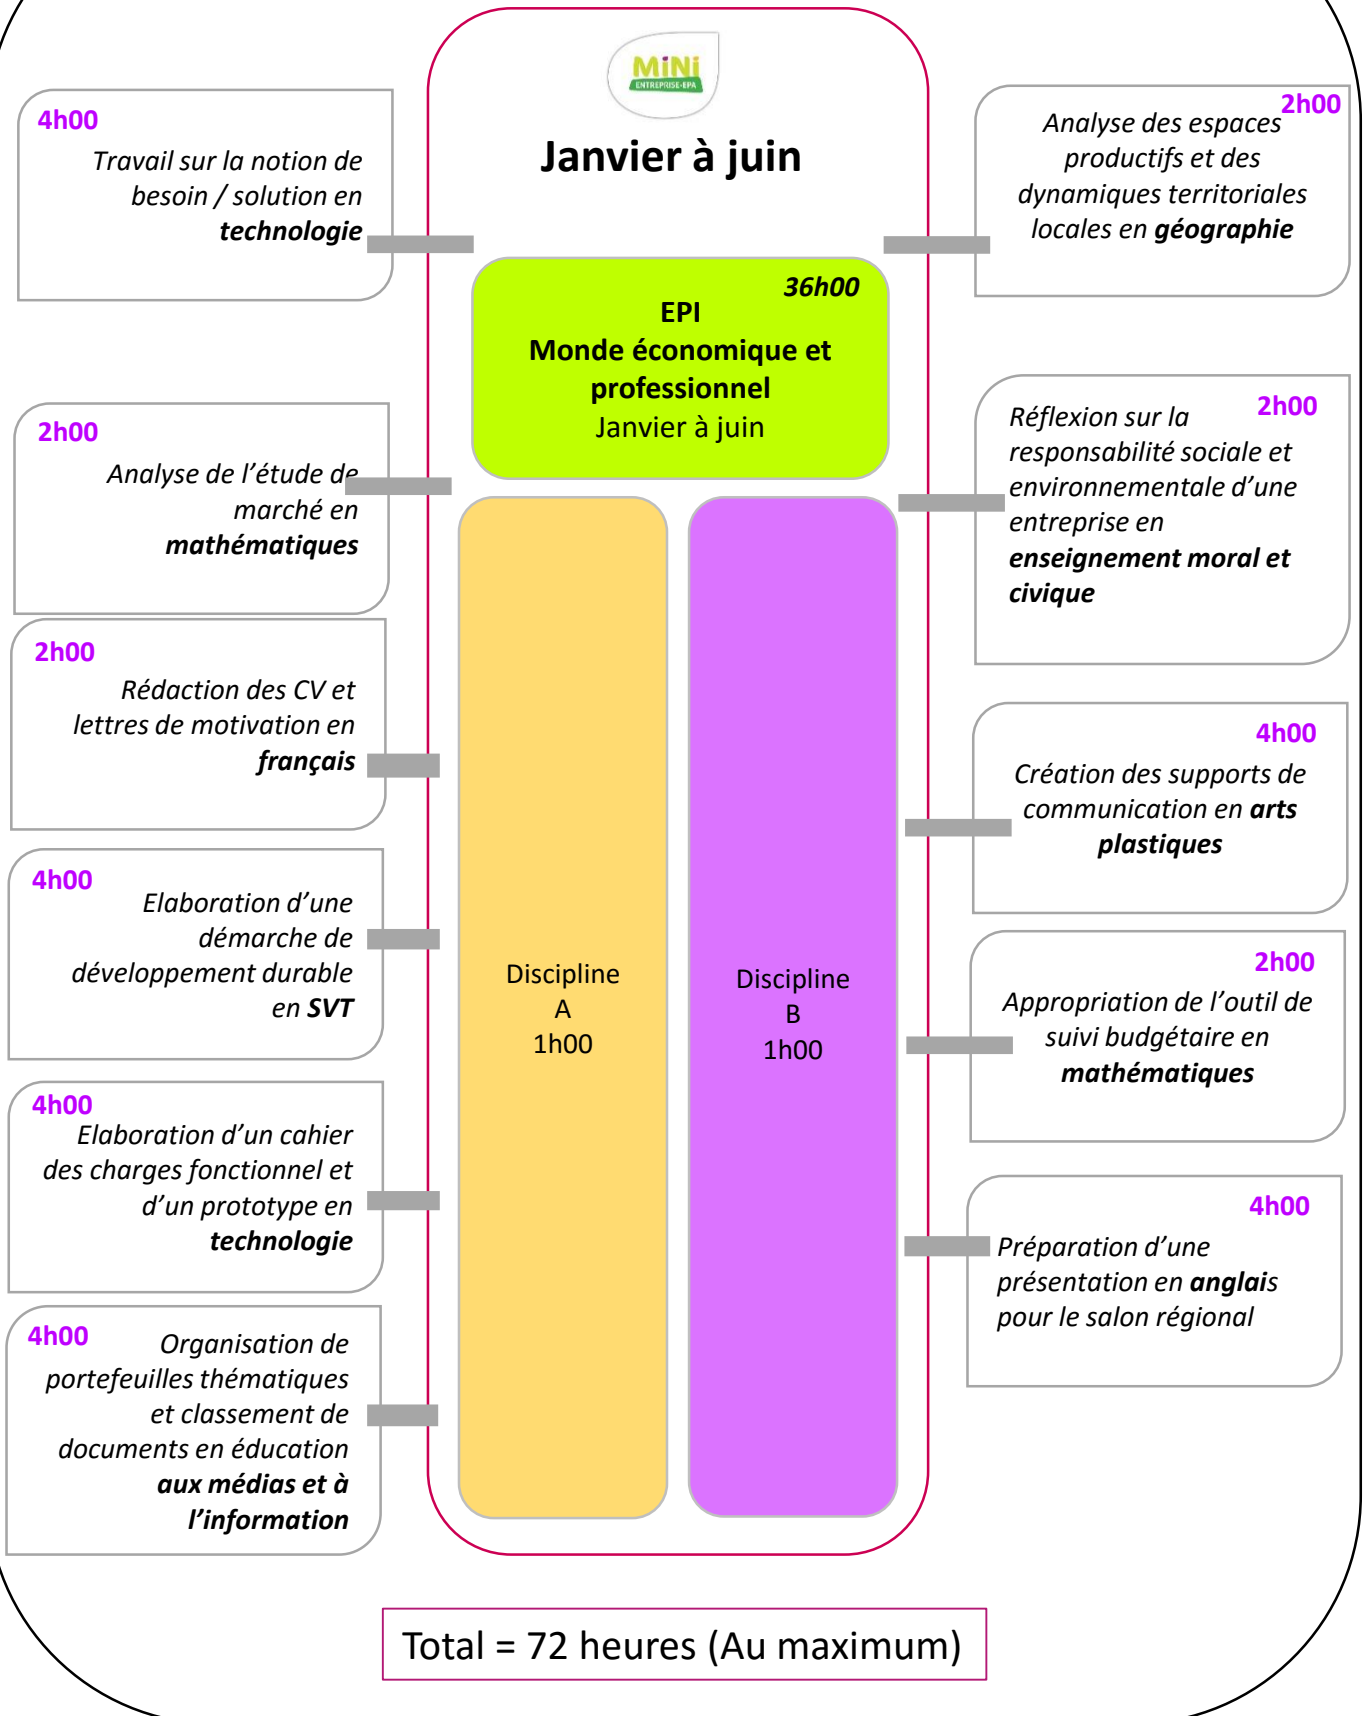 MiNi
ENTREPRISE-EPA
Janvier à juin
4h00
Travail sur la notion de
besoin / solution en
technologie
2h00
Analyse des espaces
productifs et des
dynamiques territoriales
locales en géographie
36h00
EPI
Monde économique et
professionnel
Janvier à juin
2h00
Analyse de l’étude de
marché en
mathématiques
2h00
Réflexion sur la
responsabilité sociale et
environnementale d’une
entreprise en
enseignement moral et
civique
2h00
Rédaction des CV et
lettres de motivation en
français
4h00
Création des supports de
communication en arts
plastiques
4h00
Elaboration d’une
démarche de
développement durable
en SVT
Discipline
A
1h00
Discipline
B
1h00
2h00
Appropriation de l’outil de
suivi budgétaire en
mathématiques
4h00
Elaboration d’un cahier
des charges fonctionnel et
d’un prototype en
technologie
4h00
Préparation d’une
présentation en anglais
pour le salon régional
4h00
Organisation de
portefeuilles thématiques
et classement de
documents en éducation
aux médias et à
l’information
Total = 72 heures (Au maximum)